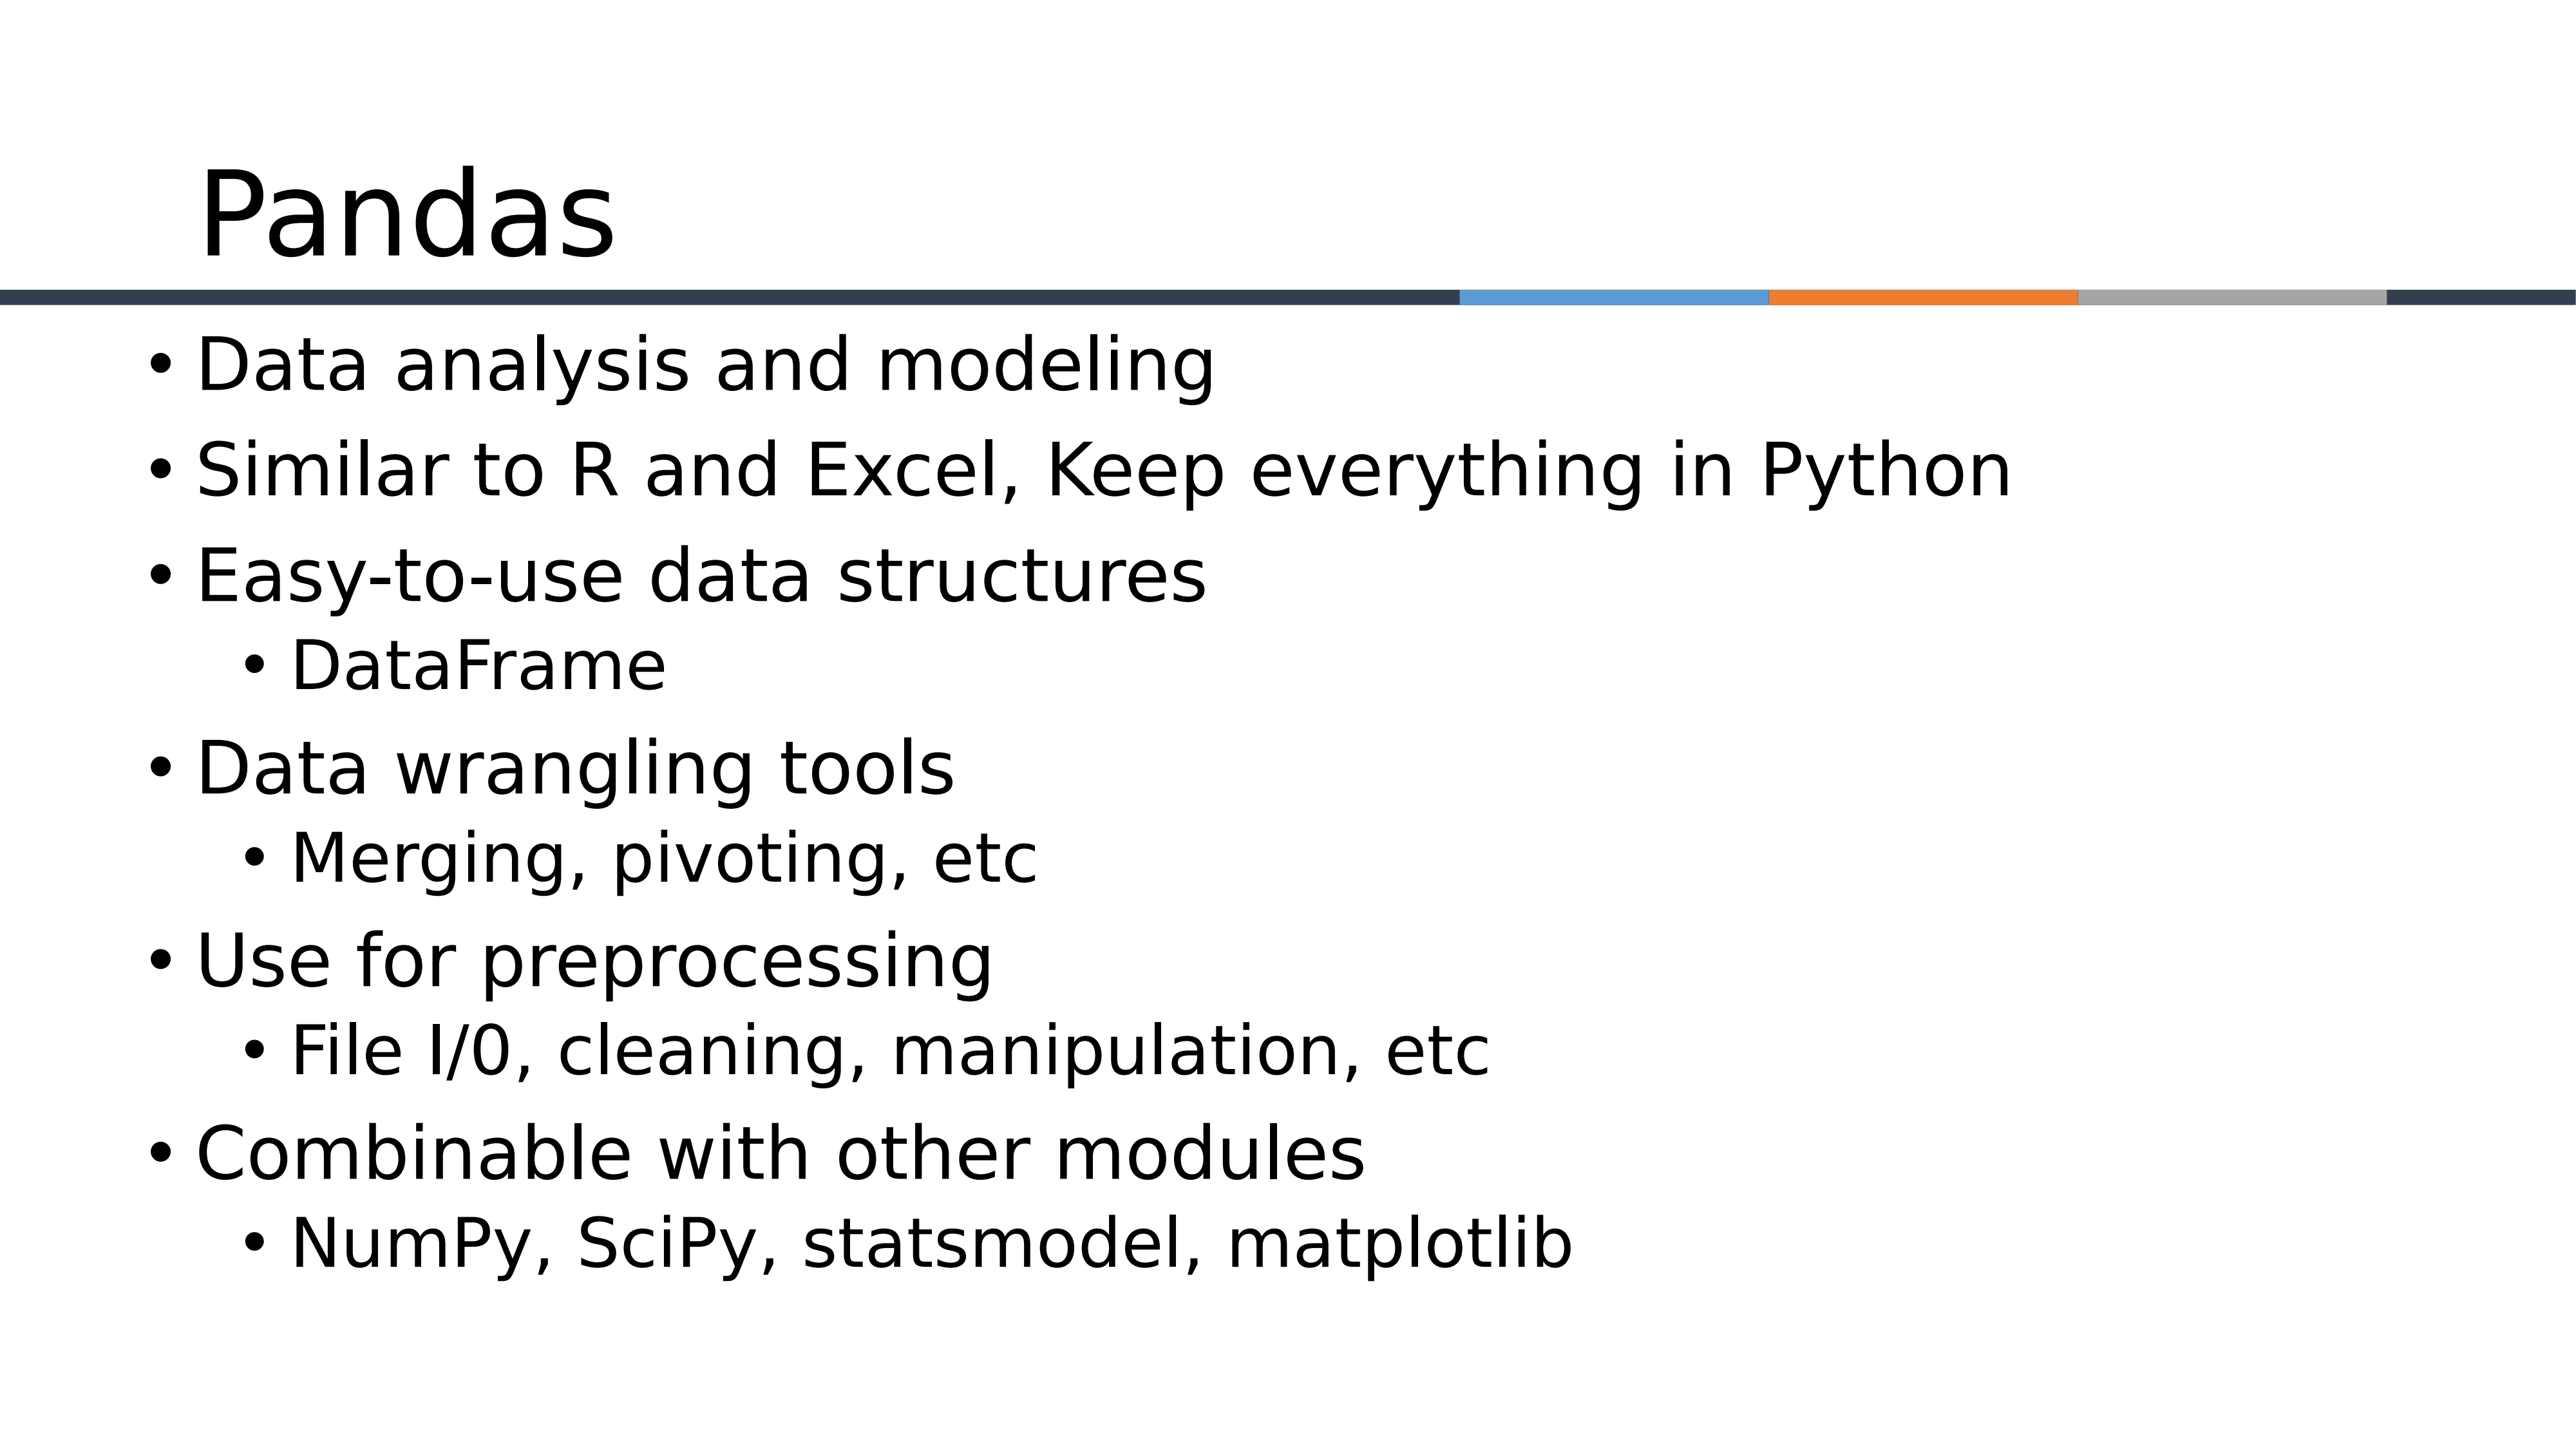 Pandas
• Data analysis and modeling
• Similar to R and Excel, Keep everything in Python
• Easy-to-use data structures
• DataFrame
• Data wrangling tools
• Merging, pivoting, etc
• Use for preprocessing
• File I/0, cleaning, manipulation, etc
• Combinable with other modules
• NumPy, SciPy, statsmodel, matplotlib